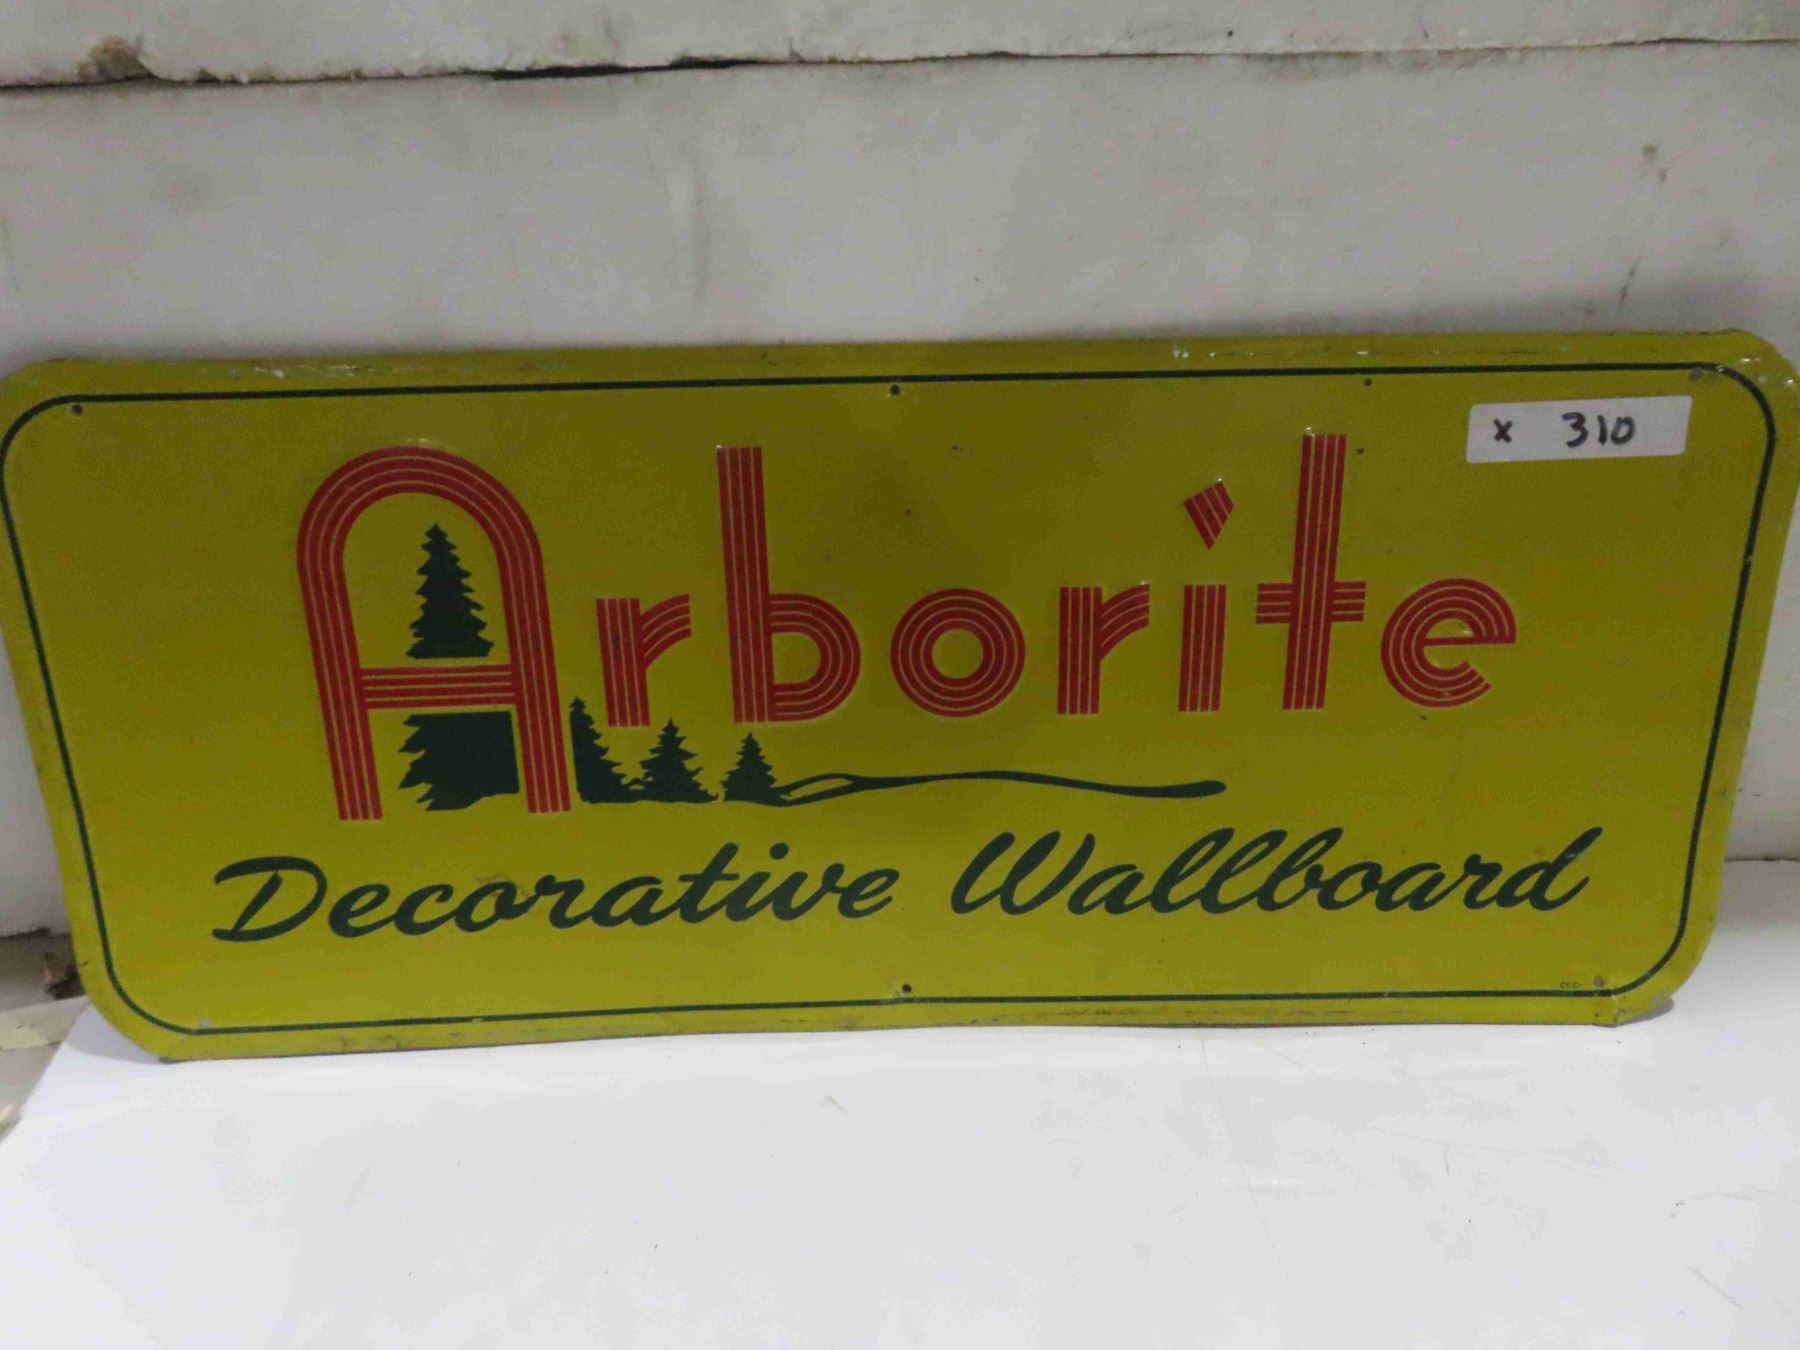 x 310
Arborite
Decorative Wallboard